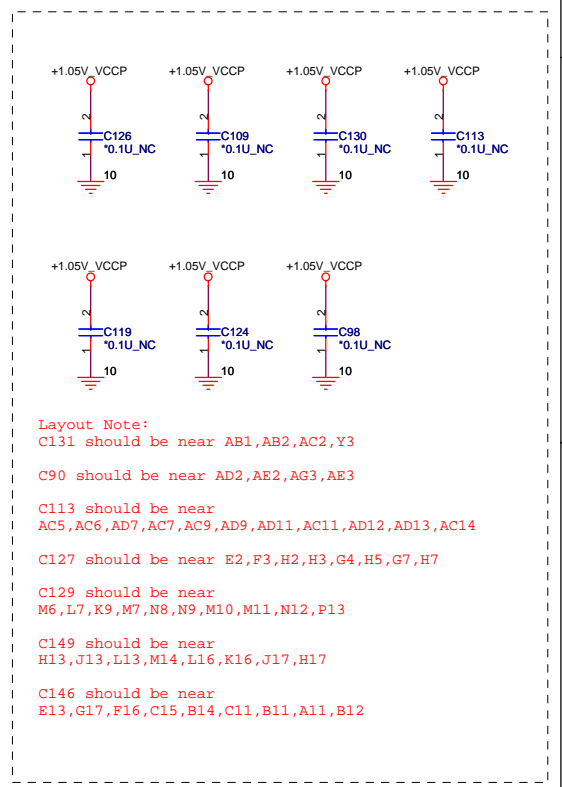 +1.05V_VCCP +1.05V_VCCP +1.05V_VCCP +1.05V_VCCP
2 2 2 2
C126 C109 C130 C113
*0.1U_NC *0.1U_NC *0.1U_NC *0.1U_NC
1 1 1 1
10 10 10 10
+1.05V_VCCP +1.05V_VCCP +1.05V_VCCP
2 2 2
C119 C124 C98
*0.1U_NC *0.1U_NC *0.1U_NC
1 1 1
10 10 10
Layout Note:
C131 should be near AB1,AB2,AC2,Y3
C90 should be near AD2,AE2,AG3,AE3
C113 should be near
AC5,AC6,AD7,AC7,AC9,AD9,AD11,AC11,AD12,AD13,AC14
C127 should be near E2,F3,H2,H3,G4,H5,G7,H7
C129 should be near
M6,L7,K9,M7,N8,N9,M10,M11,N12,P13
C149 should be near
H13,J13,L13,M14,L16,K16,J17,H17
C146 should be near
E13,G17,F16,C15,B14,C11,B11,A11,B12